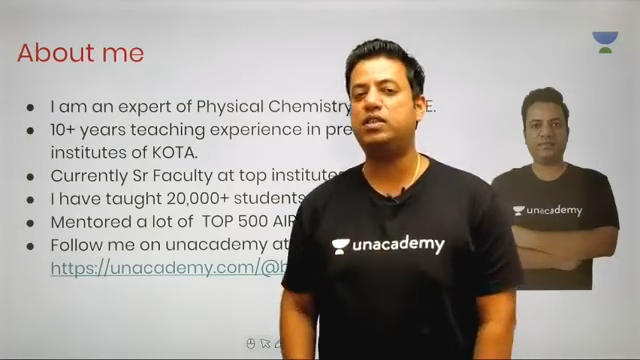 About me
● I am an expert of Physical Chemistry E.
● 10+ years teaching experience in pre
institutes of KOTA.
● Currently Sr Faculty at top institutes
● I have taught 20,000+ students
● Mentored a lot of TOP 500 AIR
● Follow me on unacademy at
https://unacademy.com/@b
unacademy
unacademy